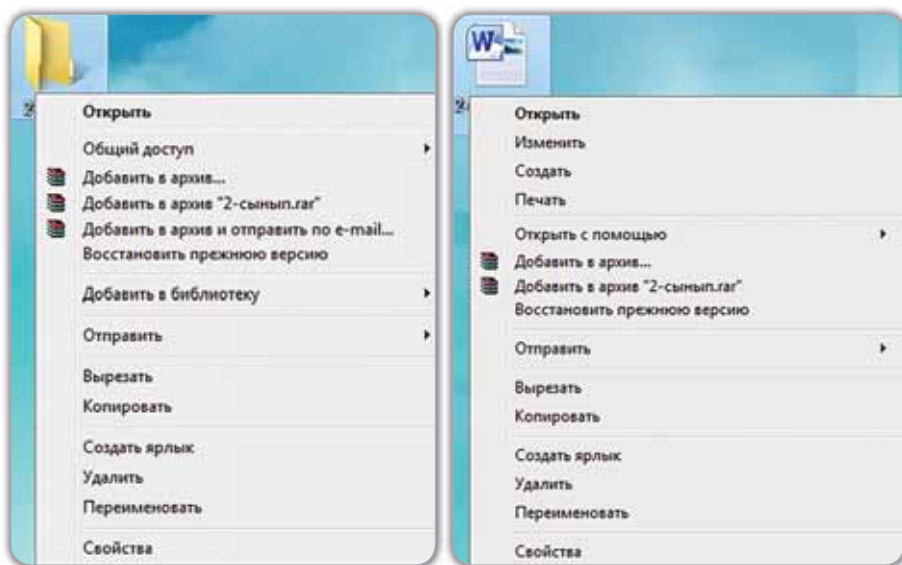 Открыть
Общий доступ
Добавить в архив...
Добавить в архив "2-сынып.rar"
Добавить в архив и отправить по e-mail...
Восстановить прежнюю версию
Добавить в библиотеку
Отправить
Вырезать
Копировать
Создать ярлык
Удалить
Переименовать
Свойства
W
Открыть
Изменить
Создать
Печать
Открыть с помощью
Добавить в архив...
Добавить в архив "2-сынып.rar"
Восстановить прежнюю версию
Отправить
Вырезать
Копировать
Создать ярлык
Удалить
Переименовать
Свойства